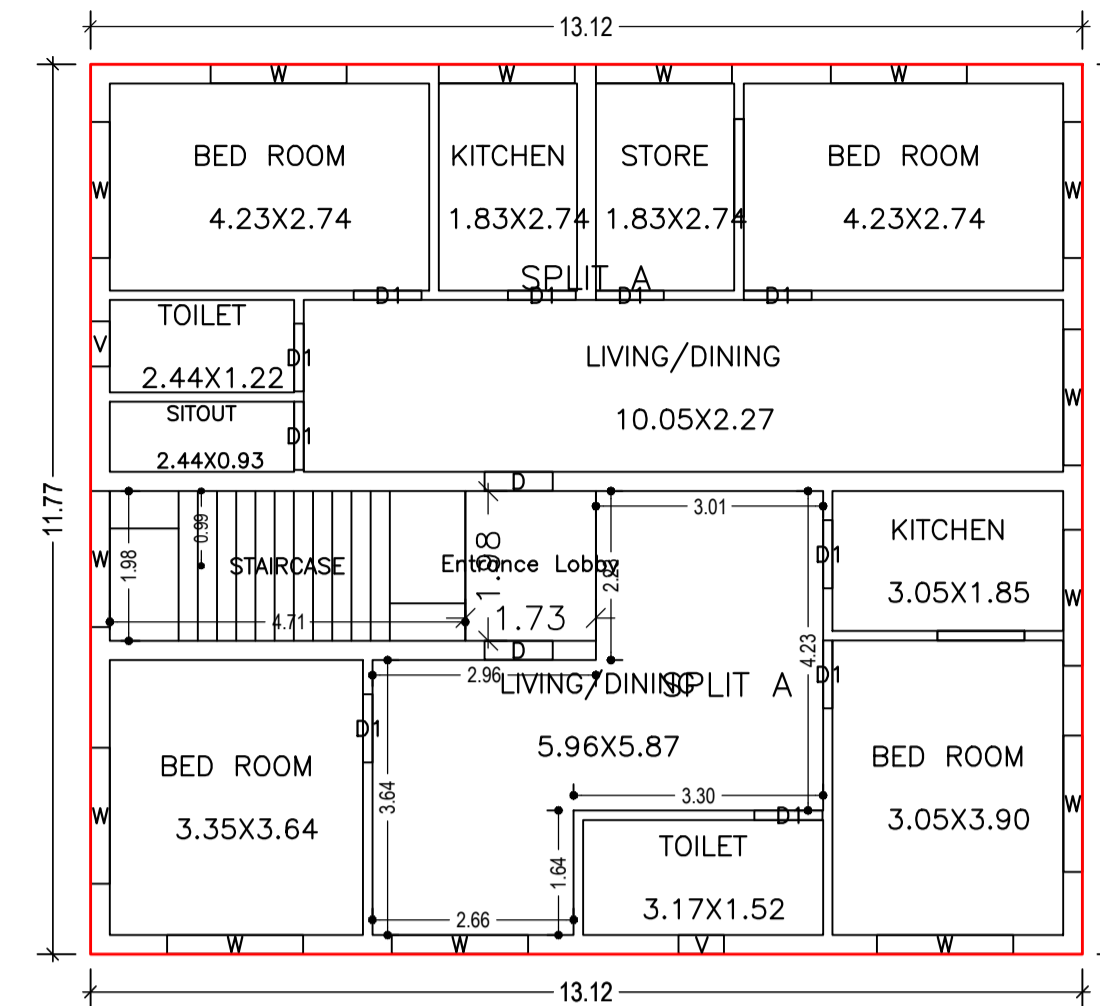 13.12
W W W W
BED ROOM KITCHEN STORE BED ROOM
W W
4.23X2.74 1.83X2.74 1.83X2.74 4.23X2.74
SPLIT A
D1 D1 D1 D1
TOILET
V D1 LIVING/DINING
2.44X1.22
W
SITOUT 10.05X2.27
D1
2.44X0.93
D
11.77
3.01
0.99
KITCHEN
W 1.98 STAIRCASE Entrance Lobby 1.98 D1
3.05X1.85
W
4.71 1.73
D 4.23
2.96 LIVING/DINING SPLIT A D1
D1
BED ROOM 5.96X5.87 BED ROOM
3.64 3.30
W 3.35X3.64 D1 3.05X3.90 W
TOILET
1.64
3.17X1.52
2.66
W W V W
13.12